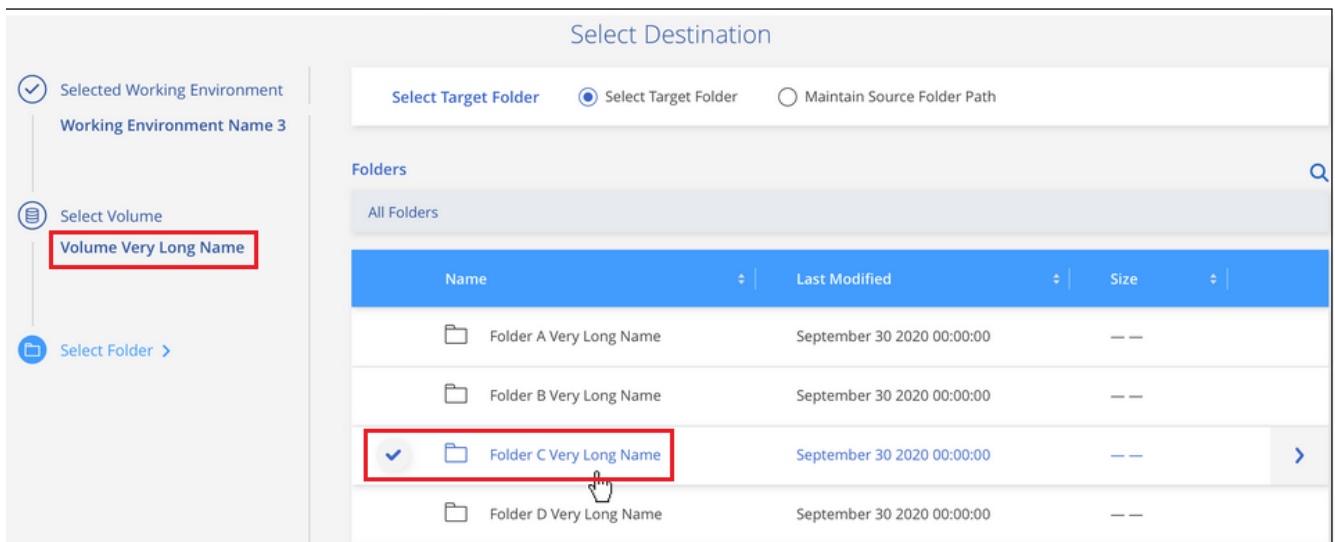 Select Destination
Selected Working Environment
Working Environment Name 3
Select Volume
Volume Very Long Name
Select Folder >
Select Target Folder Select Target Folder Maintain Source Folder Path
Folders
All Folders
Name Last Modified Size
Folder A Very Long Name September 30 2020 00:00:00 — —
Folder B Very Long Name September 30 2020 00:00:00 — —
Folder C Very Long Name September 30 2020 00:00:00 — —
Folder D Very Long Name September 30 2020 00:00:00 — —